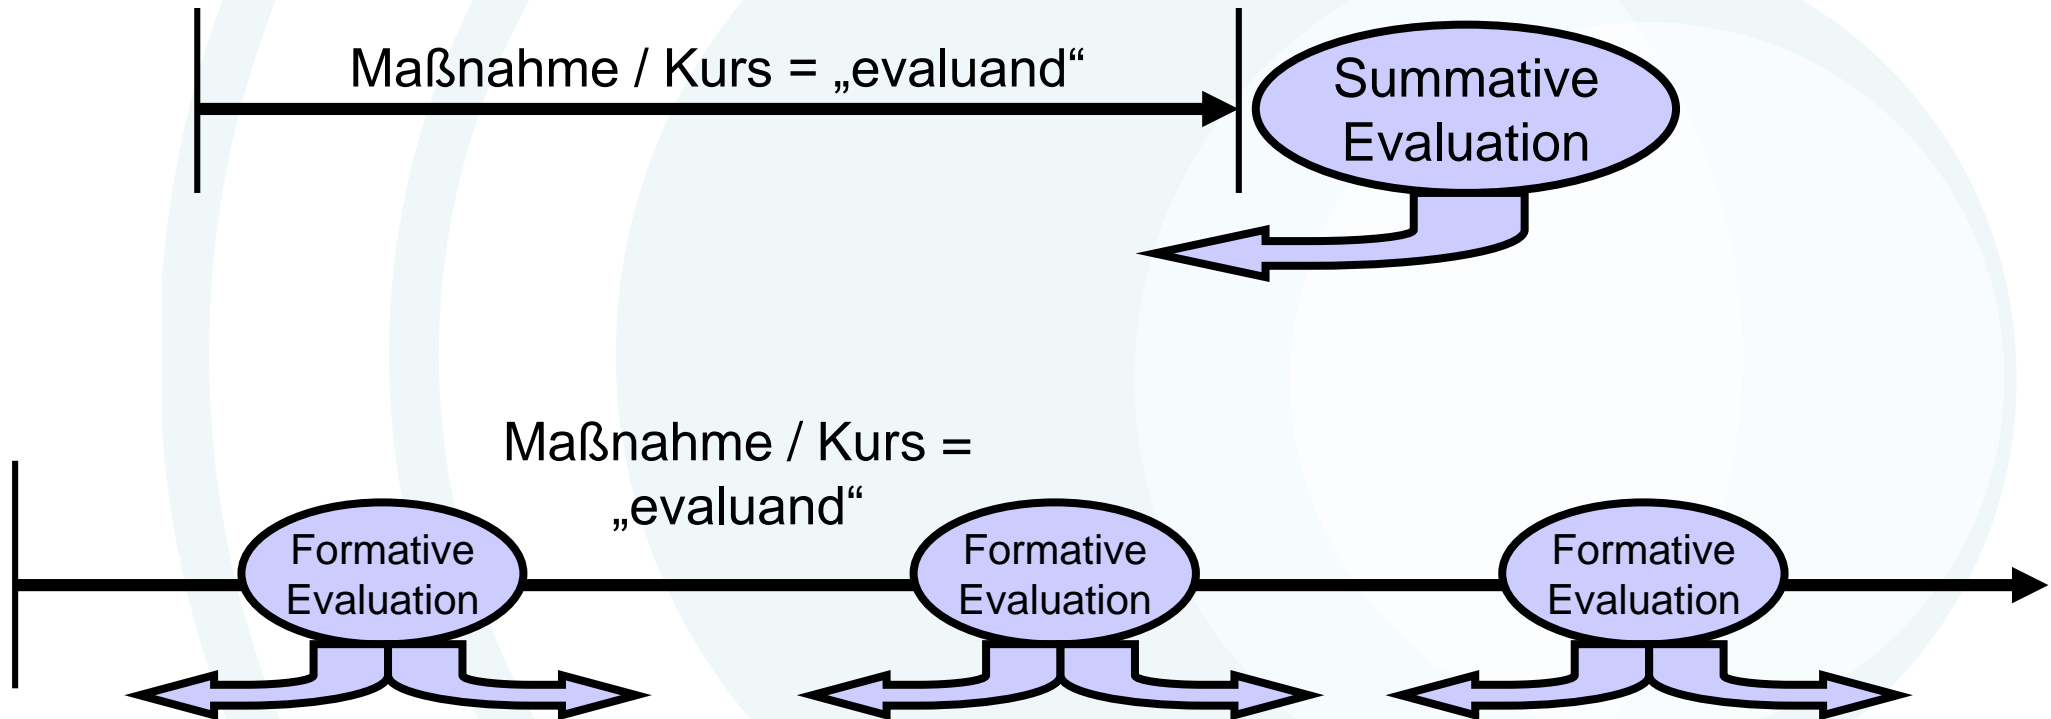 Maßnahme / Kurs = „evaluand“
Summative
Evaluation
Maßnahme / Kurs =
„evaluand“
Formative
Evaluation
Formative
Evaluation
Formative
Evaluation